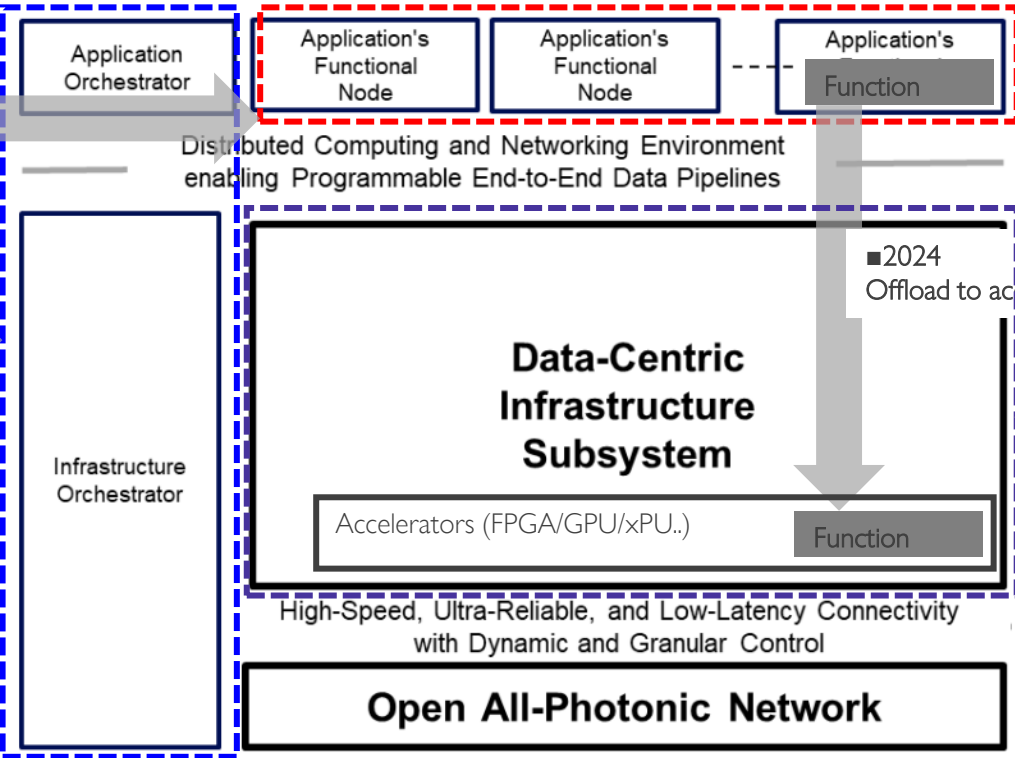 Application
Orchestrator
Application's
Functional
Node
Application's
Functional
Node
Application's
Function
Distributed Computing and Networking Environment
enabling Programmable End-to-End Data Pipelines
■2024
Offload to ac
Data-Centric
Infrastructure
Subsystem
Infrastructure
Orchestrator
Accelerators (FPGA/GPU/xPU..)
Function
High-Speed, Ultra-Reliable, and Low-Latency Connectivity
with Dynamic and Granular Control
Open All-Photonic Network